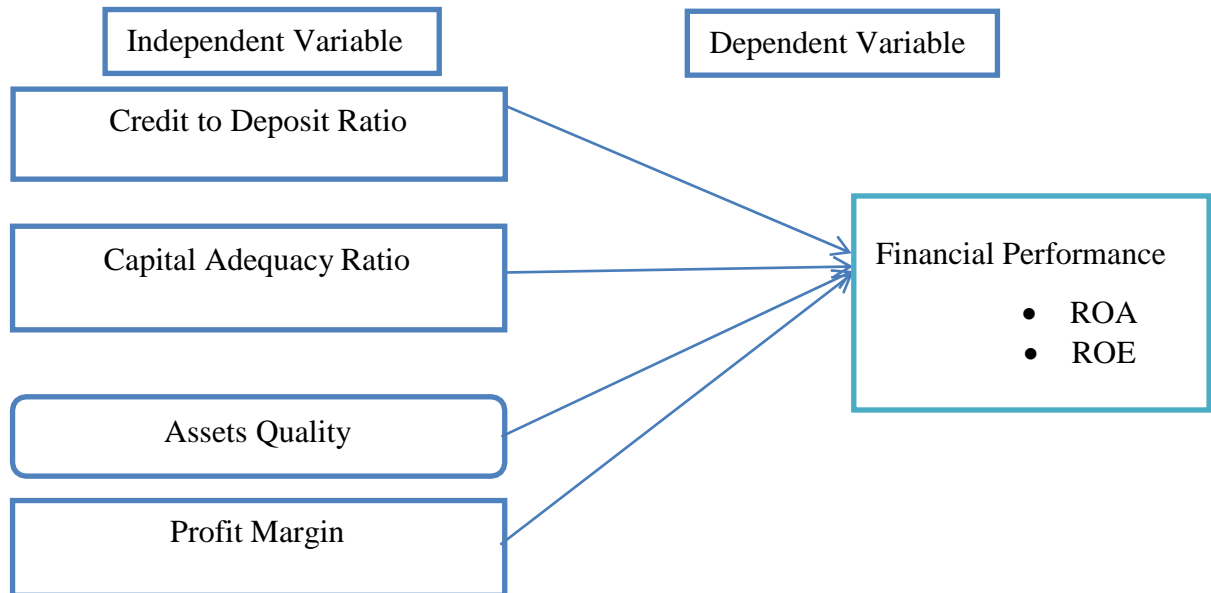 Independent Variable
Dependent Variable
Credit to Deposit Ratio
Capital Adequacy Ratio
Assets Quality
Profit Margin
Financial Performance
• ROA
• ROE